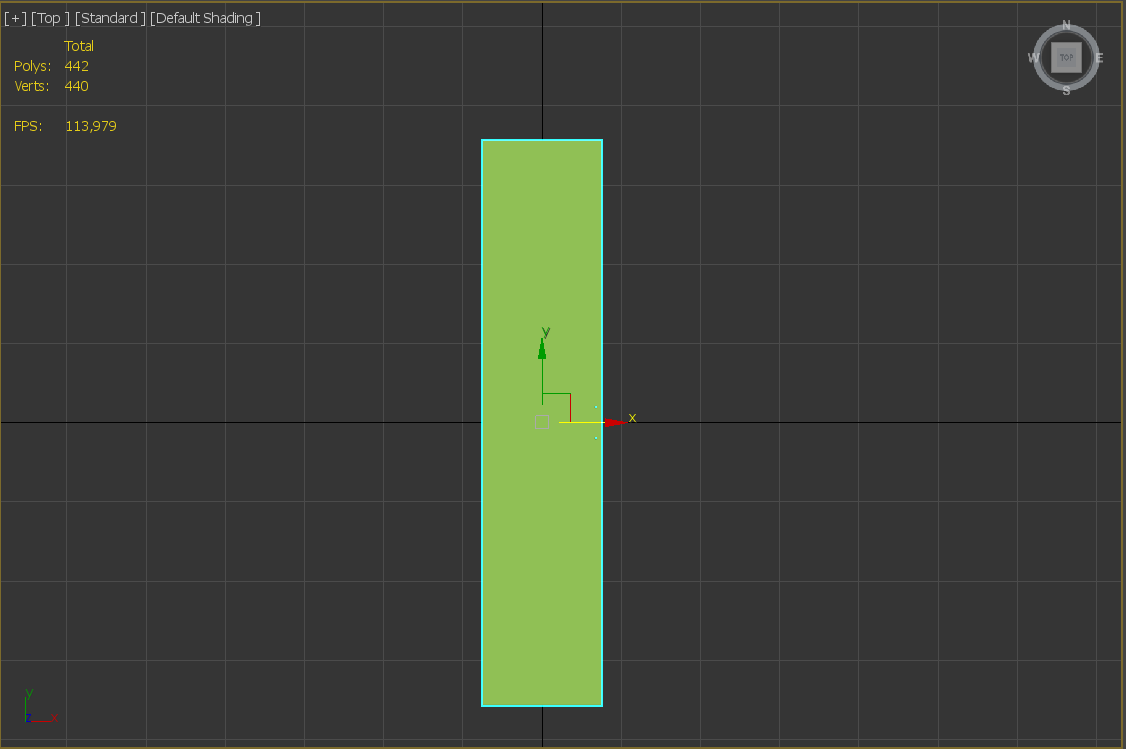 [+] [Top ] [Standard ] [Default Shading ]
Total
Polys: 442
Verts: 440
FPS: 113,979
N
W TOP E
S
y
x
y
z x